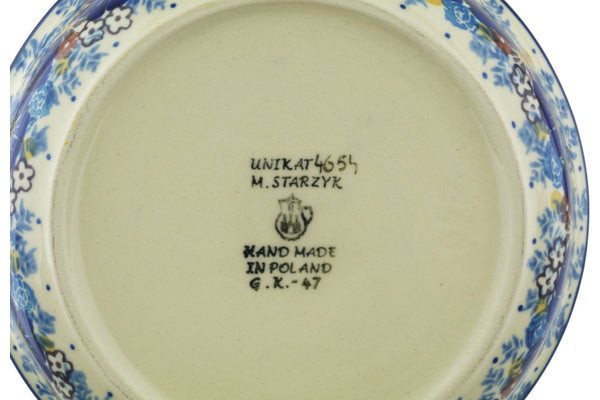 UNIKAT 4654
M. STARZYK
HAND MADE
IN POLAND
G. K. - 47